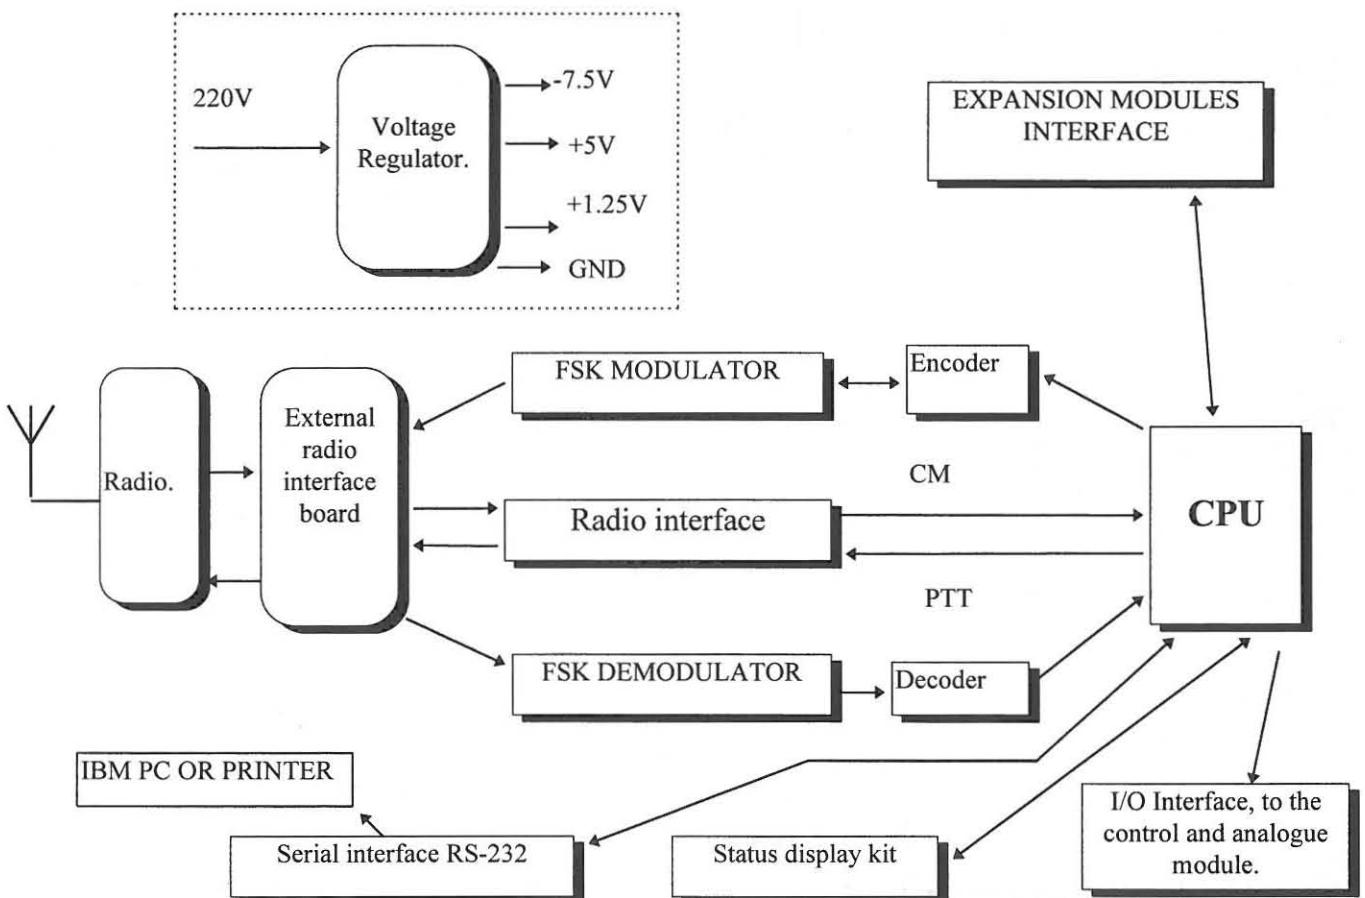 220V
Voltage
Regulator.
-7.5V
+5V
+1.25V
GND
EXPANSION MODULES
INTERFACE
FSK MODULATOR
Encoder
External
radio
interface
board
Radio.
CM
Radio interface
CPU
PTT
FSK DEMODULATOR
Decoder
IBM PC OR PRINTER
Serial interface RS-232
Status display kit
I/O Interface, to the
control and analogue
module.